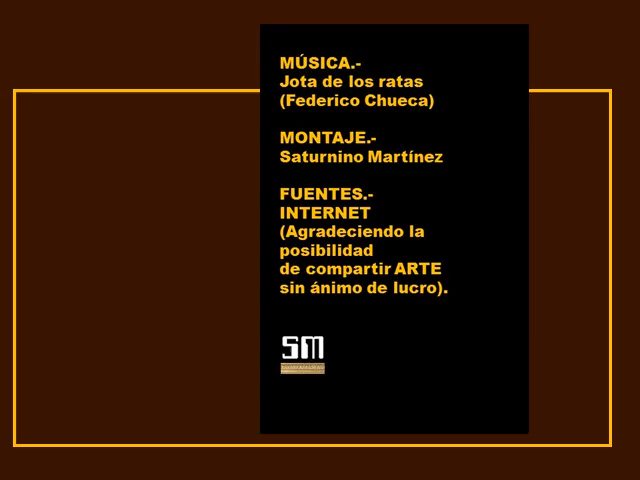 MÚSICA.-
Jota de los ratas
(Federico Chueca)
MONTAJE.-
Saturnino Martínez
FUENTES.-
INTERNET
(Agradeciendo la
posibilidad
de compartir ARTE
sin ánimo de lucro).
SM